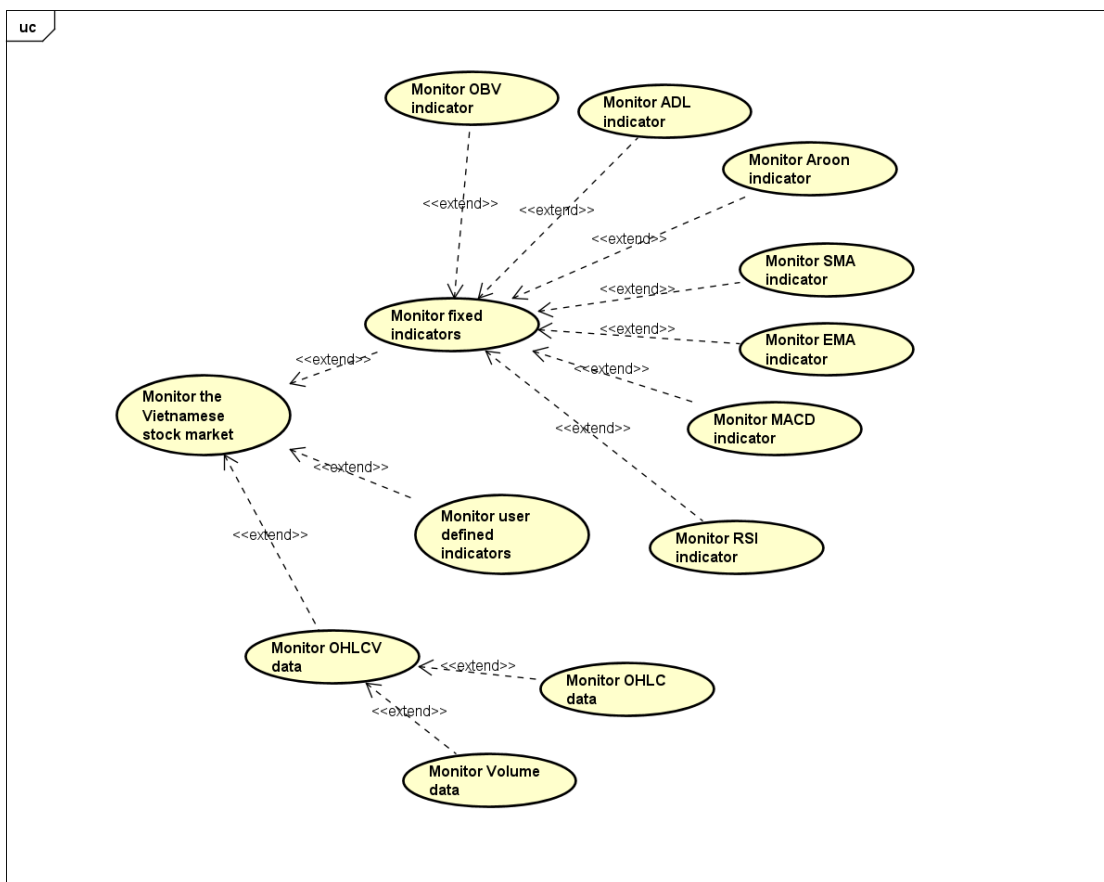 uc
Monitor OBV
indicator
Monitor ADL
indicator
Monitor Aroon
indicator
<<extend>>
<<extend>>
<<extend>>
Monitor SMA
indicator
<<extend>>
Monitor fixed
indicators
<<extend>>
Monitor EMA
indicator
<<extend>>
<<extend>>
Monitor the
Vietnamese
stock market
Monitor MACD
indicator
<<extend>>
<<extend>>
Monitor user
defined
indicators
Monitor RSI
indicator
<<extend>>
Monitor OHLCV
data
<<extend>>
Monitor OHLC
data
<<extend>>
Monitor Volume
data